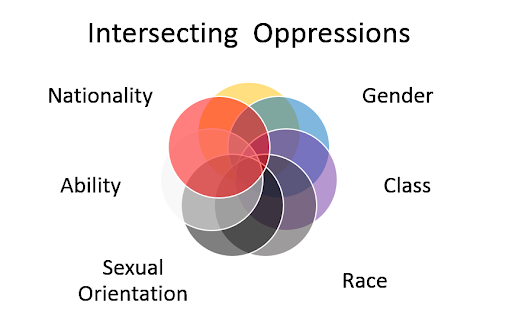 Intersecting Oppressions
Nationality
Gender
Ability
Class
Sexual
Orientation
Race